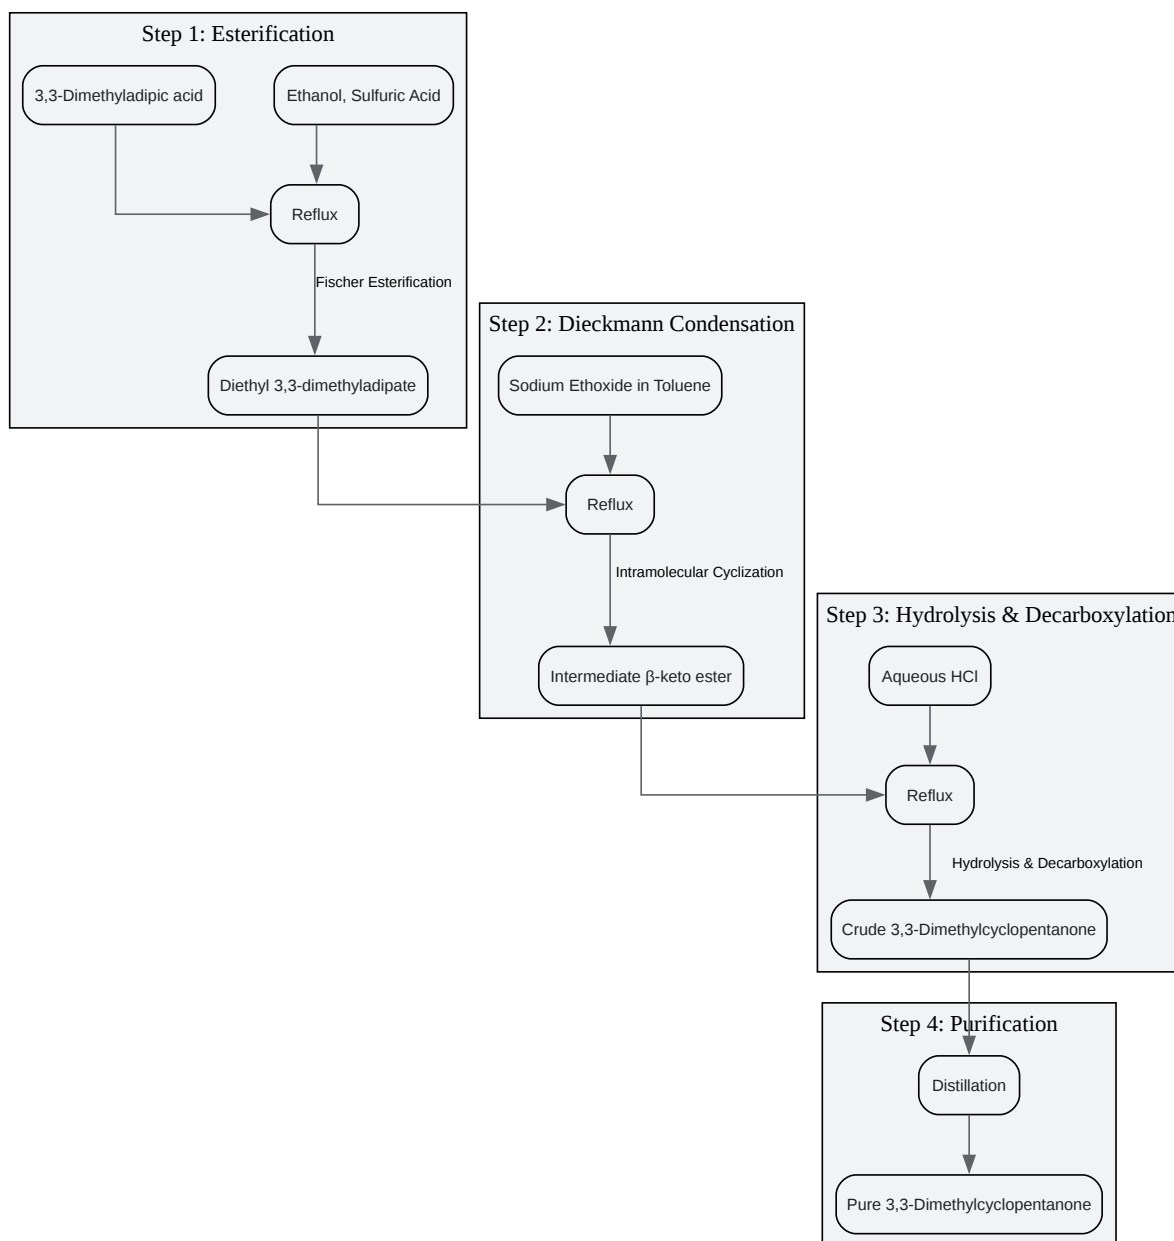 Step 1: Esterification
3,3-Dimethyladipic acid
Ethanol, Sulfuric Acid
Reflux
Fischer Esterification
Diethyl 3,3-dimethyladipate
Step 2: Dieckmann Condensation
Sodium Ethoxide in Toluene
Reflux
Intramolecular Cyclization
Intermediate β-keto ester
Step 3: Hydrolysis & Decarboxylation
Aqueous HCl
Reflux
Hydrolysis & Decarboxylation
Crude 3,3-Dimethylcyclopentanone
Step 4: Purification
Distillation
Pure 3,3-Dimethylcyclopentanone